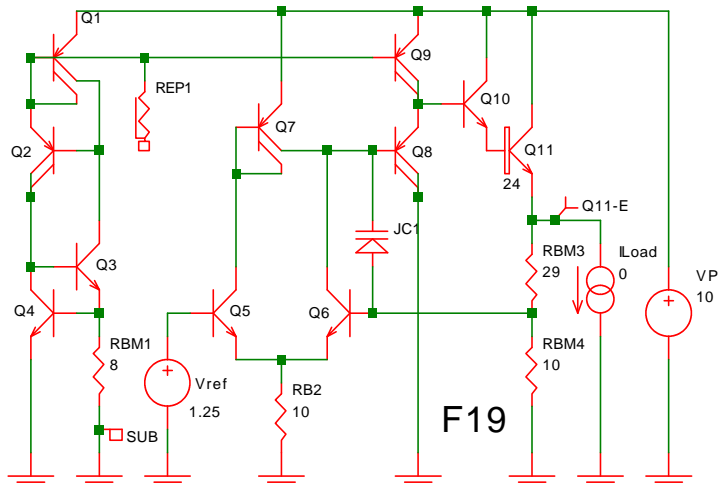 Q1
REP1
Q9
Q10
Q7
Q2
Q8
Q11
24
Q11-E
JC1
Q3
RBM3
29
ILoad
0
VP
10
Q4
RBM1
8
Q5
Q6
Vref
1.25
RB2
10
RBM4
10
F19
SUB